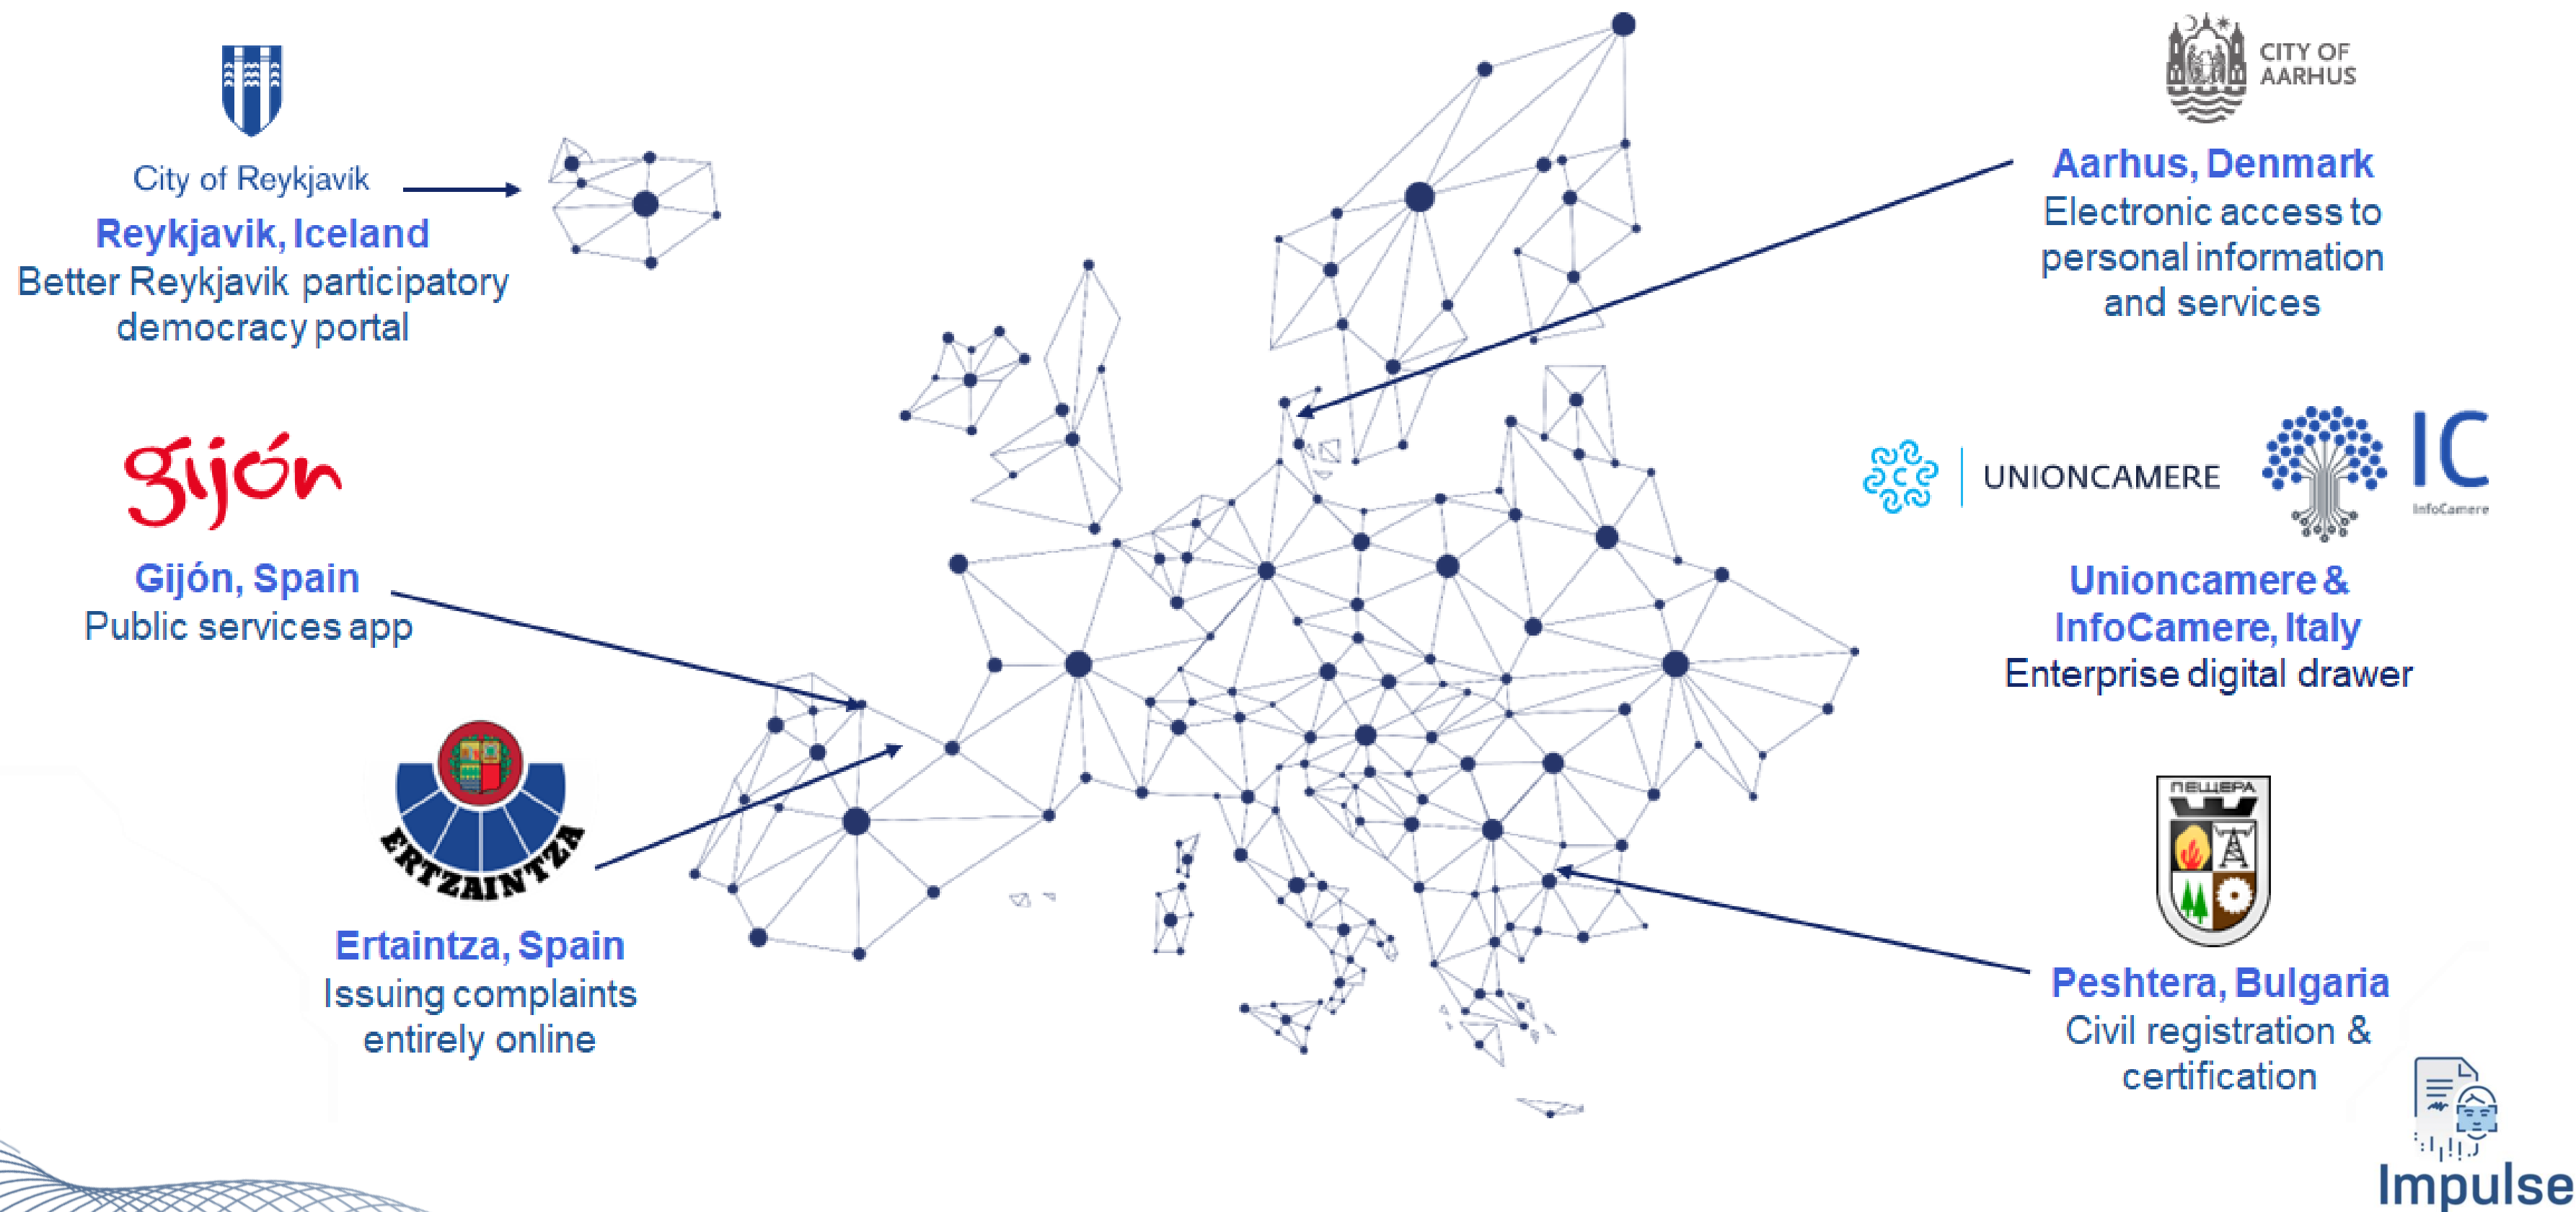 City of Reykjavík
Reykjavik, Iceland
Better Reykjavik participatory
democracy portal
gijón
Gijón, Spain
Public services app
ERTZAINTZA
Ertaintza, Spain
Issuing complaints
entirely online
CITY OF
AARHUS
Aarhus, Denmark
Electronic access to
personal information
and services
UNIONCAMERE
IC
InfoCamere
Unioncamere &
InfoCamere, Italy
Enterprise digital drawer
ПЕЩЕРА
Peshtera, Bulgaria
Civil registration &
certification
Impulse